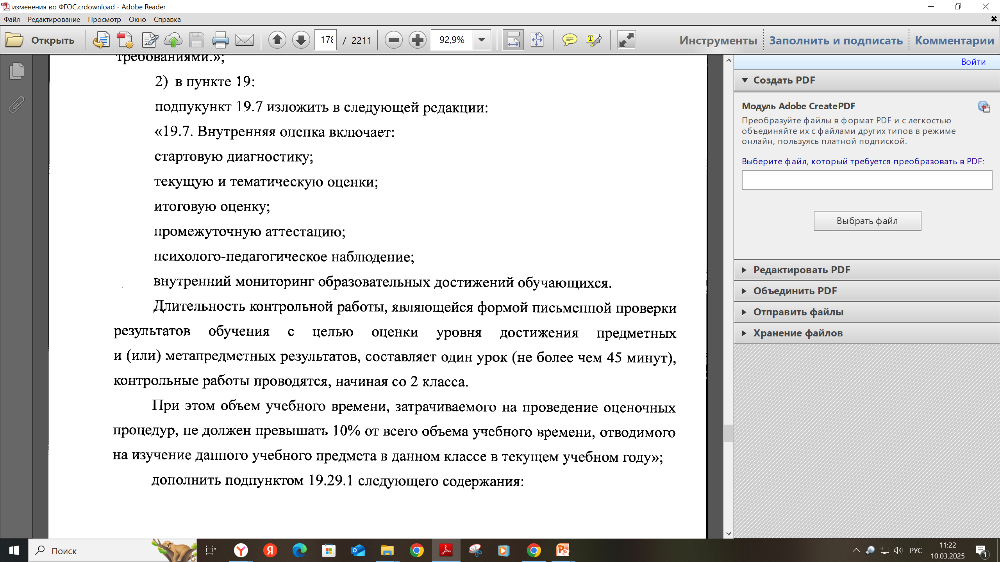 изменения во ФГОС.crdownload - Adobe Reader
Файл Редактирование Просмотр Окно Справка
Открыть 178 / 2211 92,9% Инструменты Заполнить и подписать Комментарии
требованиями.»;
2) в пункте 19:
подпукункт 19.7 изложить в следующей редакции:
«19.7. Внутренняя оценка включает:
стартовую диагностику;
текущую и тематическую оценки;
итоговую оценку;
промежуточную аттестацию;
психолого-педагогическое наблюдение;
внутренний мониторинг образовательных достижений обучающихся.
Длительность контрольной работы, являющейся формой письменной проверки
результатов обучения с целью оценки уровня достижения предметных
и (или) метапредметных результатов, составляет один урок (не более чем 45 минут),
контрольные работы проводятся, начиная со 2 класса.
При этом объем учебного времени, затрачиваемого на проведение оценочных
процедур, не должен превышать 10% от всего объема учебного времени, отводимого
на изучение данного учебного предмета в данном классе в текущем учебном году»;
дополнить подпунктом 19.29.1 следующего содержания:
Войти
Создать PDF
Модуль Adobe CreatePDF
Преобразуйте файлы в формат PDF и с легкостью
объединяйте их с файлами других типов в режиме
онлайн, пользуясь платной подпиской.
Выберите файл, который требуется преобразовать в PDF:
Выбрать файл
Редактировать PDF
Объединить PDF
Отправить файлы
Хранение файлов
Поиск
РУС
11:22
10.03.2025
1